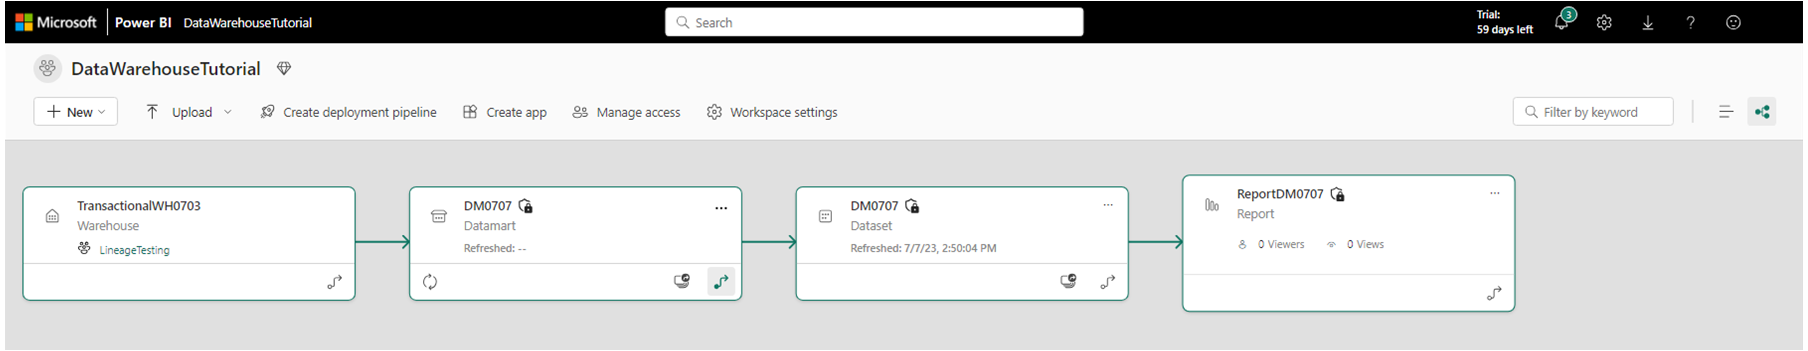 Microsoft Power BI DataWarehouseTutorial Search Trial: 3
59 days left
DataWarehouseTutorial
New Upload Create deployment pipeline Create app Manage access Workspace settings Filter by keyword
TransactionalWH0703
Warehouse
LineageTesting
DM0707
Datamart
Refreshed: --
DM0707
Dataset
Refreshed: 7/7/23, 2:50:04 PM
ReportDM0707
Report
0 Viewers 0 Views